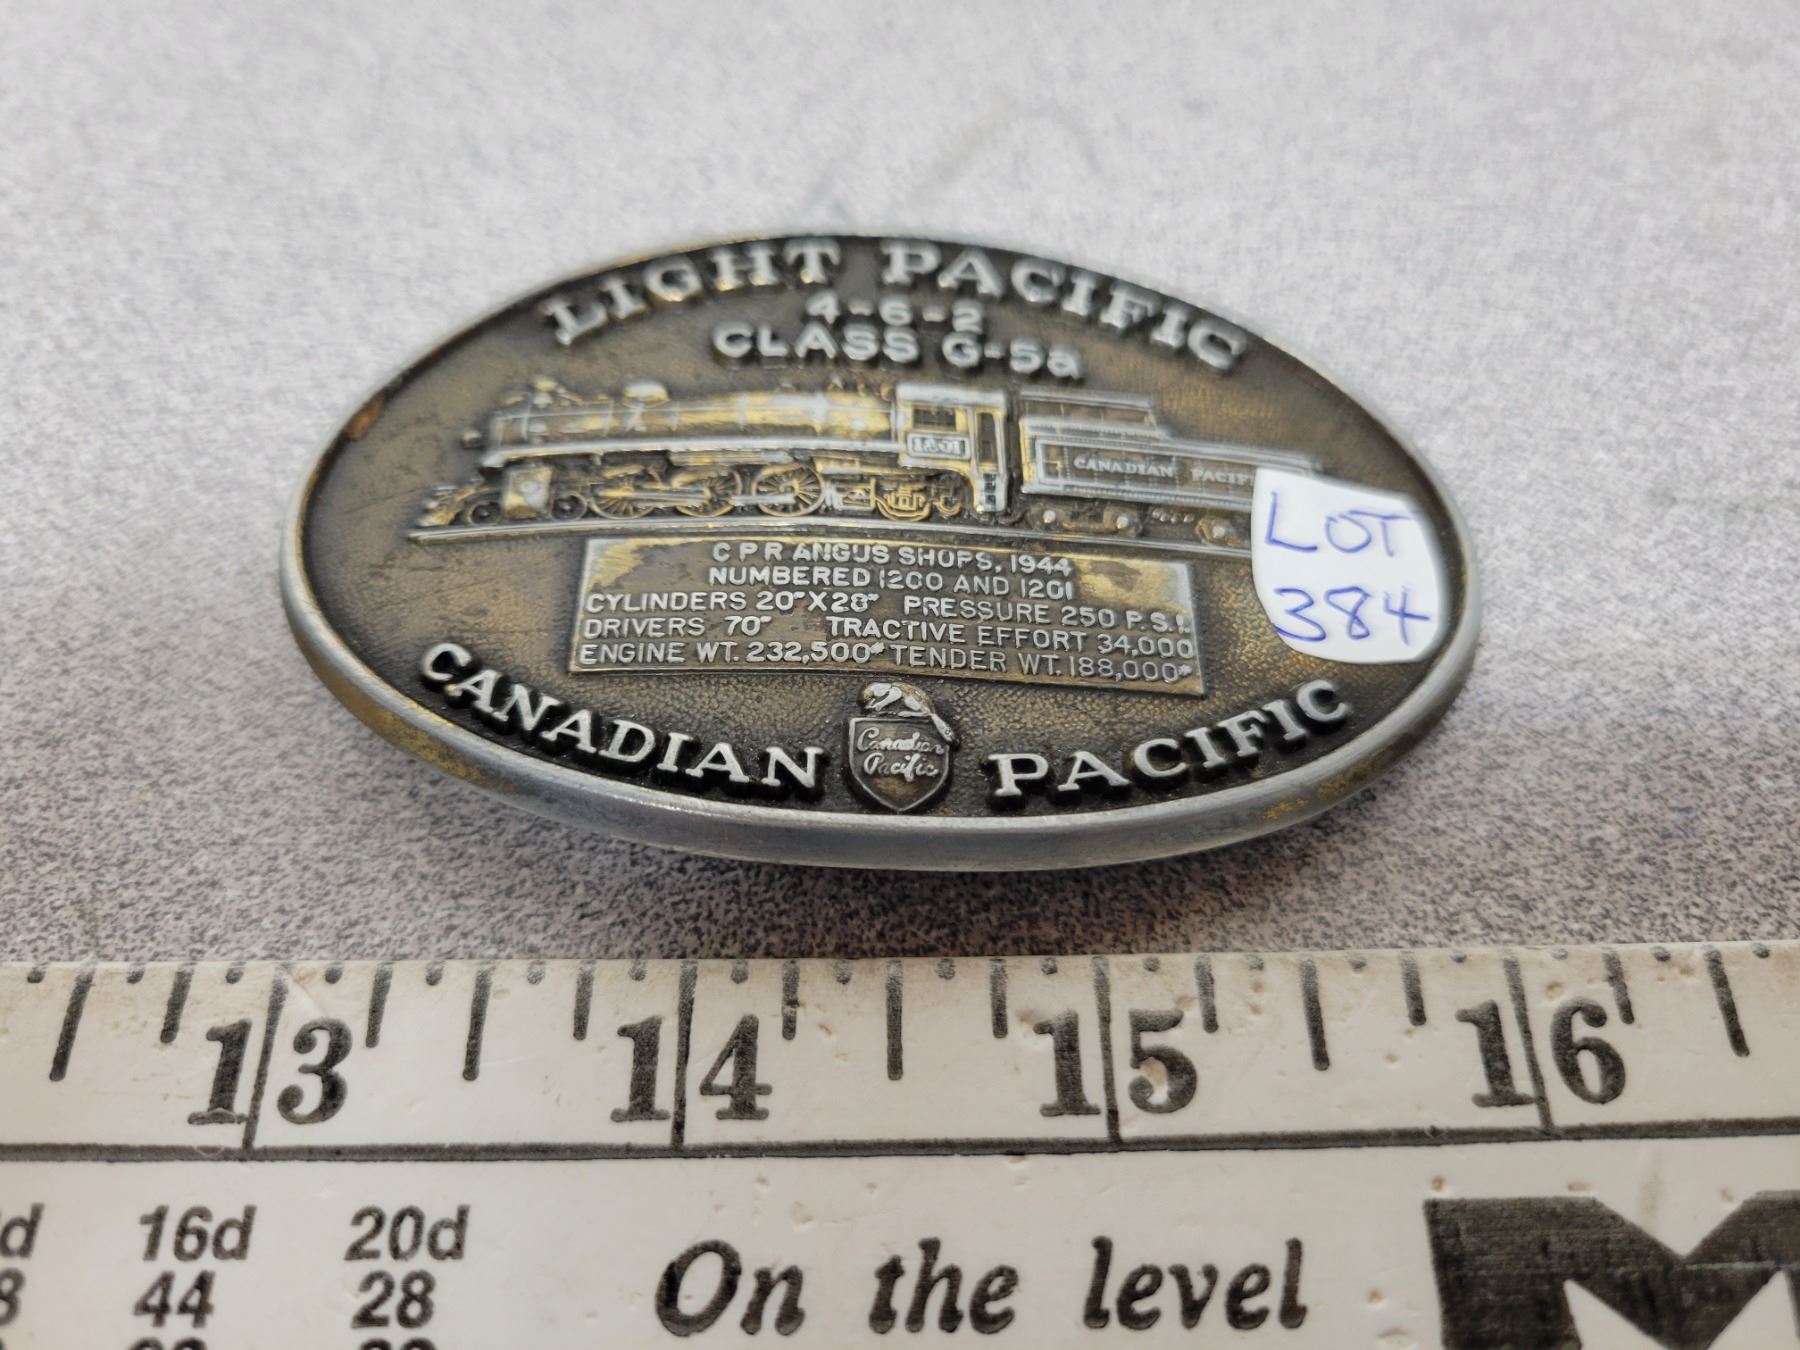 LIGHT PACIFIC
4-6-2
CLASS G-5a
1201
CANADIAN PACIFI
LOT
384
C P R ANGUS SHOPS, 1944
NUMBERED 1200 AND 1201
CYLINDERS 20"X28" PRESSURE 250 P.S.I.
DRIVERS 70" TRACTIVE EFFORT 34,000
ENGINE WT. 232,500# TENDER WT. 188,000#
CANADIAN PACIFIC
Canadian
Pacific
13 14 15 16
d 16d 20d
8 44 28
On the level